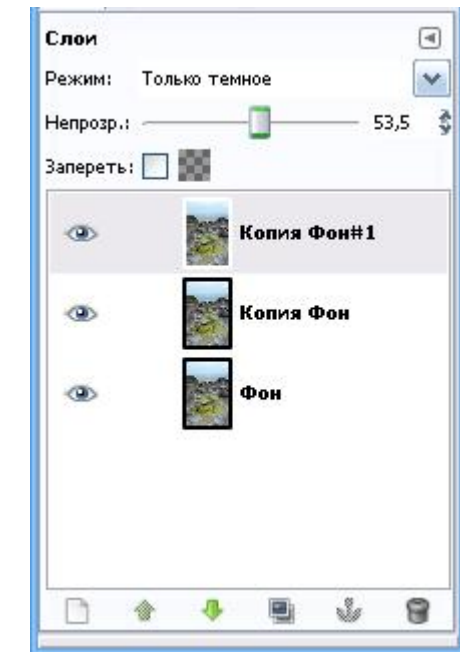 Слои
Режим: Только темное
Непрозр.: 53,5
Запереть:
Копия Фон#1
Копия Фон
Фон